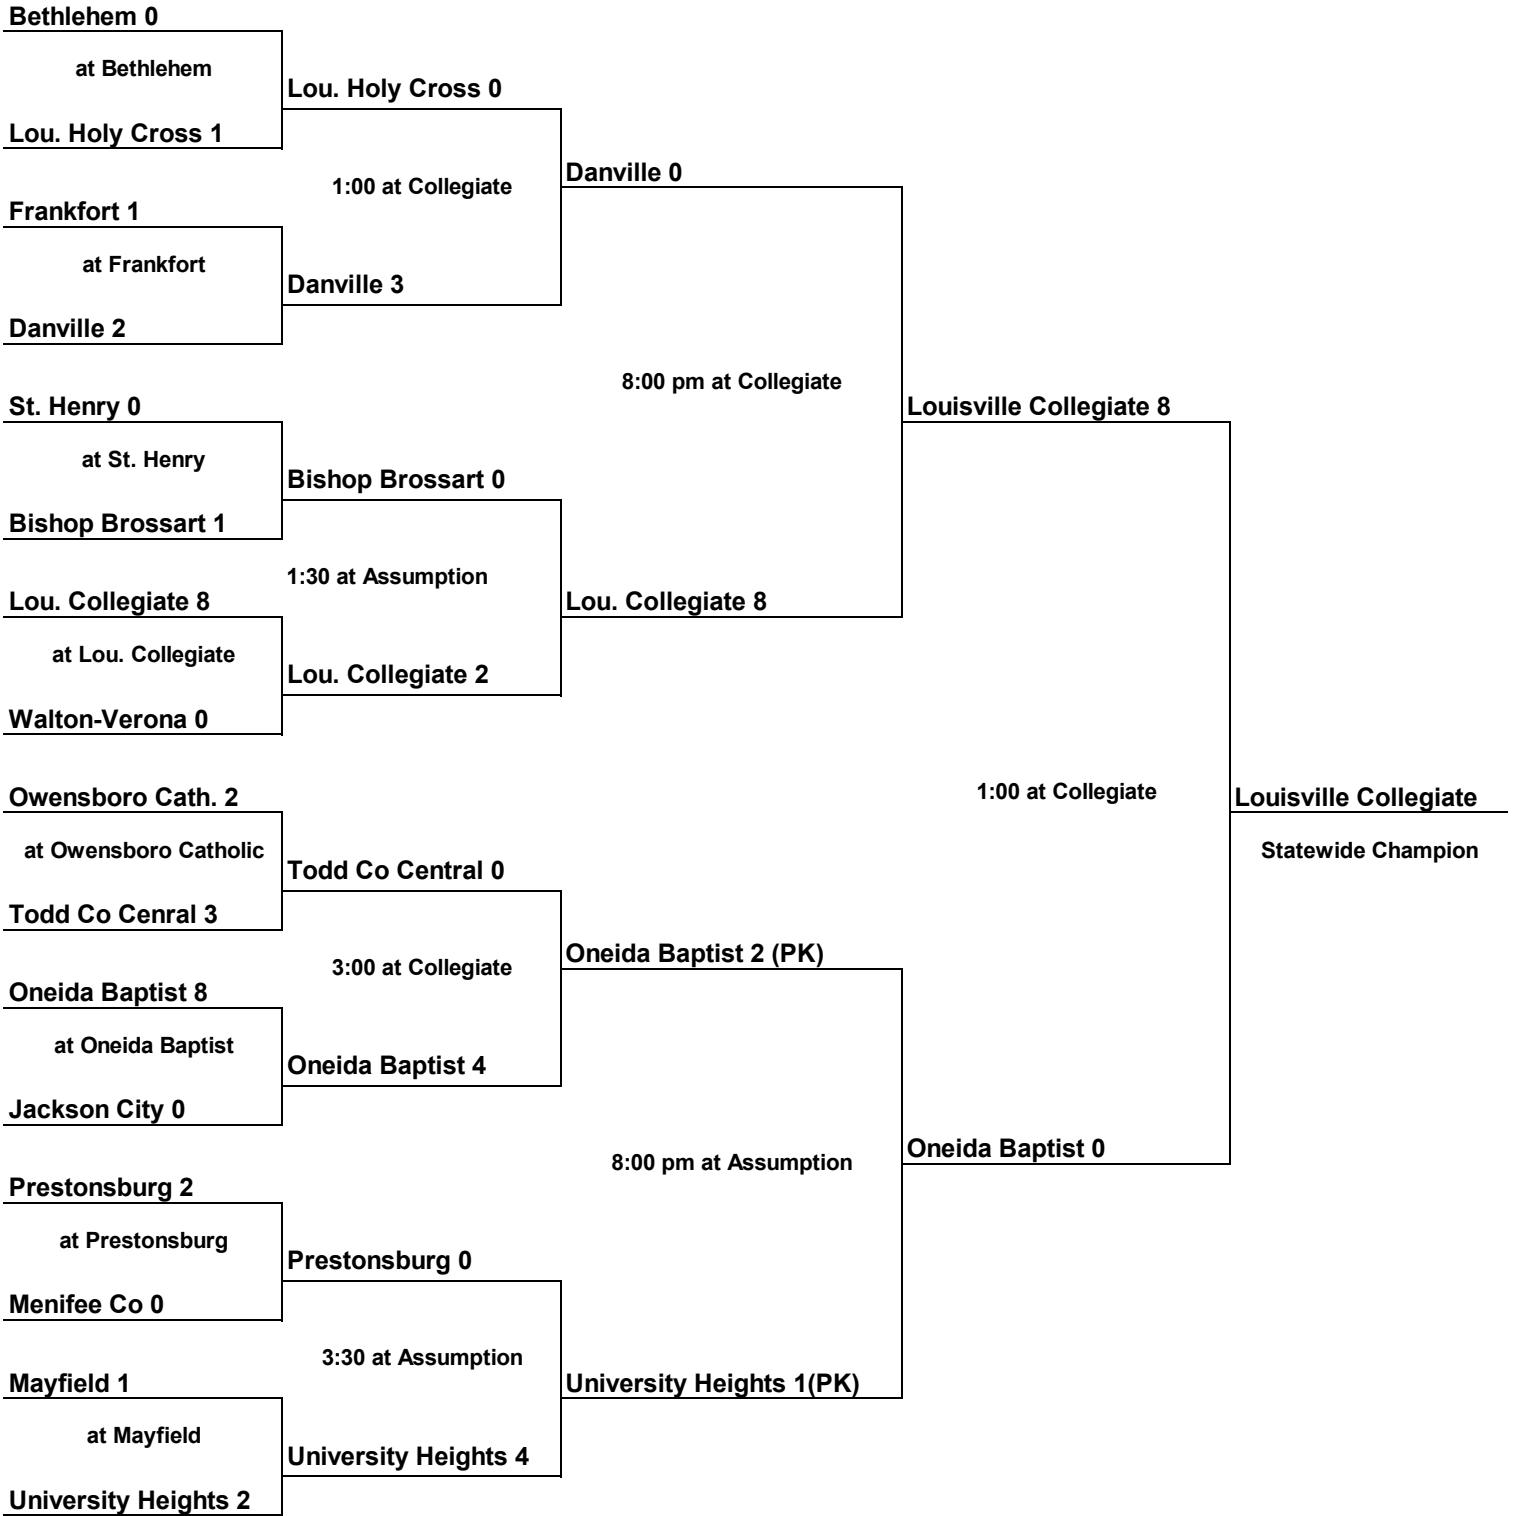 Bethlehem 0
at Bethlehem
Lou. Holy Cross 0
Lou. Holy Cross 1
1:00 at Collegiate
Danville 0
Frankfort 1
at Frankfort
Danville 3
Danville 2
8:00 pm at Collegiate
St. Henry 0
Louisville Collegiate 8
at St. Henry
Bishop Brossart 0
Bishop Brossart 1
1:30 at Assumption
Lou. Collegiate 8
Lou. Collegiate 8
at Lou. Collegiate
Lou. Collegiate 2
Walton-Verona 0
Owensboro Cath. 2
1:00 at Collegiate
Louisville Collegiate
at Owensboro Catholic
Statewide Champion
Todd Co Central 0
Todd Co Cenral 3
3:00 at Collegiate
Oneida Baptist 2 (PK)
Oneida Baptist 8
at Oneida Baptist
Oneida Baptist 4
Jackson City 0
8:00 pm at Assumption
Oneida Baptist 0
Prestonsburg 2
at Prestonsburg
Prestonsburg 0
Menifee Co 0
3:30 at Assumption
Mayfield 1
University Heights 1(PK)
at Mayfield
University Heights 4
University Heights 2